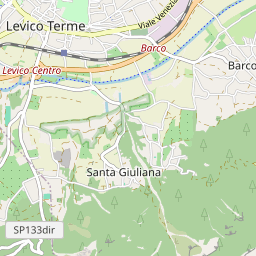 Levico Terme
Viale Venezia
Barco
Levico Centro
Barco
Santa Giuliana
SP133dir